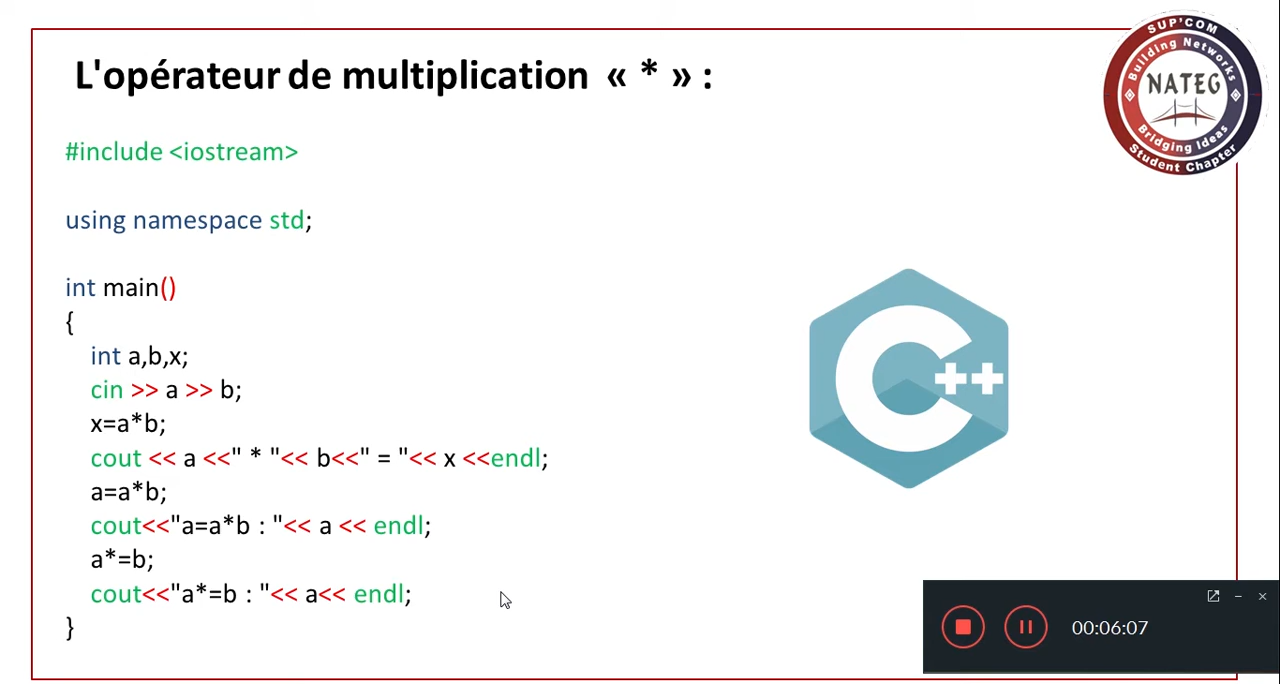 L'opérateur de multiplication « * » :
#include <iostream>
using namespace std;
int main()
{
int a,b,x;
cin >> a >> b;
x=a*b;
cout << a <<" * "<< b<<" = "<< x <<endl;
a=a*b;
cout<<"a=a*b : "<< a << endl;
a*=b;
cout<<"a*=b : "<< a<< endl;
}
SUP'COM
Building Networks
NATEG
Bridging Ideas
Student Chapter
C++
00:06:07